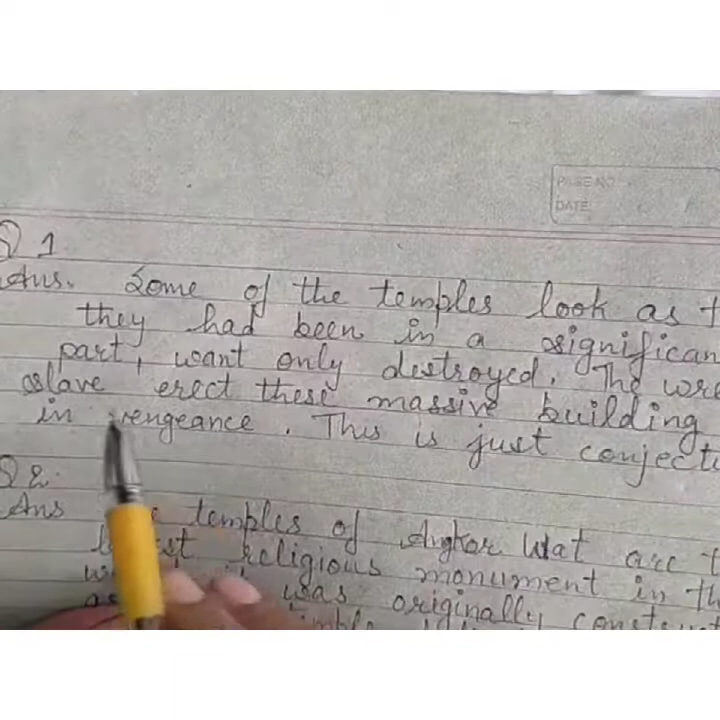 PAGE NO
DATE
Q 1
Ans. Some of the temples look as
they had been in a significan
part, want only destroyed. The
slave erect these massive building
in vengeance. This is just conjectu
Q 2.
Ans temples of Angkor Wat are
religious monument in
as was originally construct